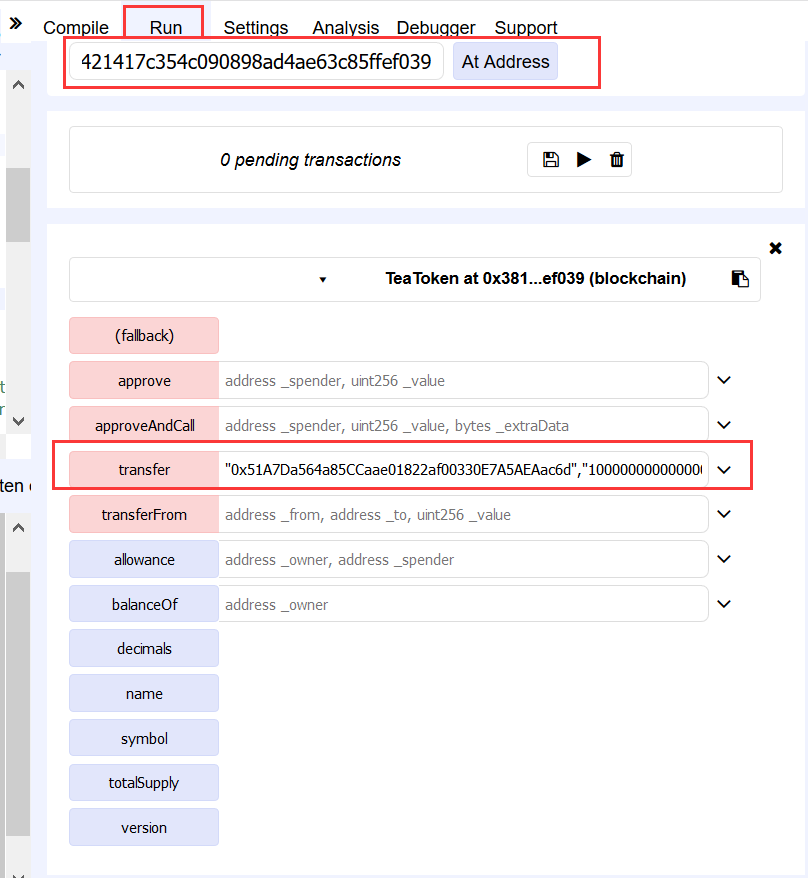 Compile Run Settings Analysis Debugger Support
421417c354c090898ad4ae63c85ffef039 At Address
0 pending transactions
TeaToken at 0x381...ef039 (blockchain)
(fallback)
approve address _spender, uint256 _value
approveAndCall address _spender, uint256 _value, bytes _extraData
transfer "0x51A7Da564a85CCaae01822af00330E7A5AEAac6d","10000000000000(
transferFrom address _from, address _to, uint256 _value
allowance address _owner, address _spender
balanceOf address _owner
decimals
name
symbol
totalSupply
version